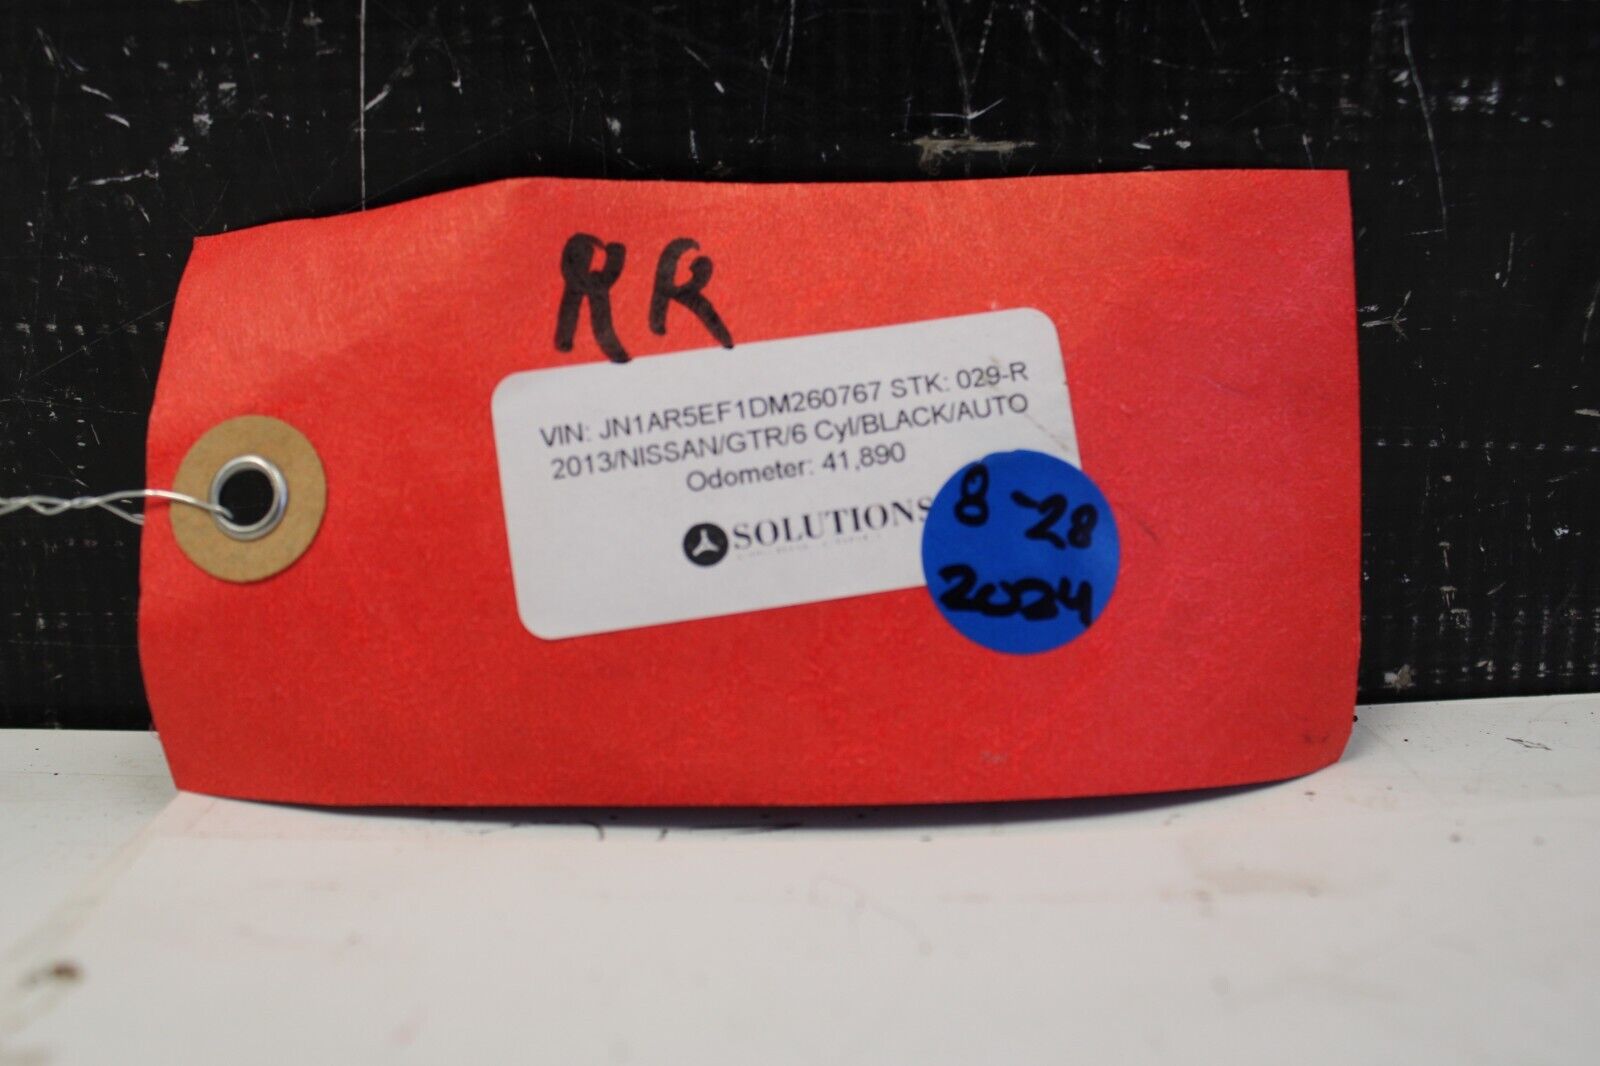 RR
VIN: JN1AR5EF1DM260767 STK: 029-R
2013/NISSAN/GTR/6 Cyl/BLACK/AUTO
Odometer: 41,890
SOLUTIONS
8-28
2024